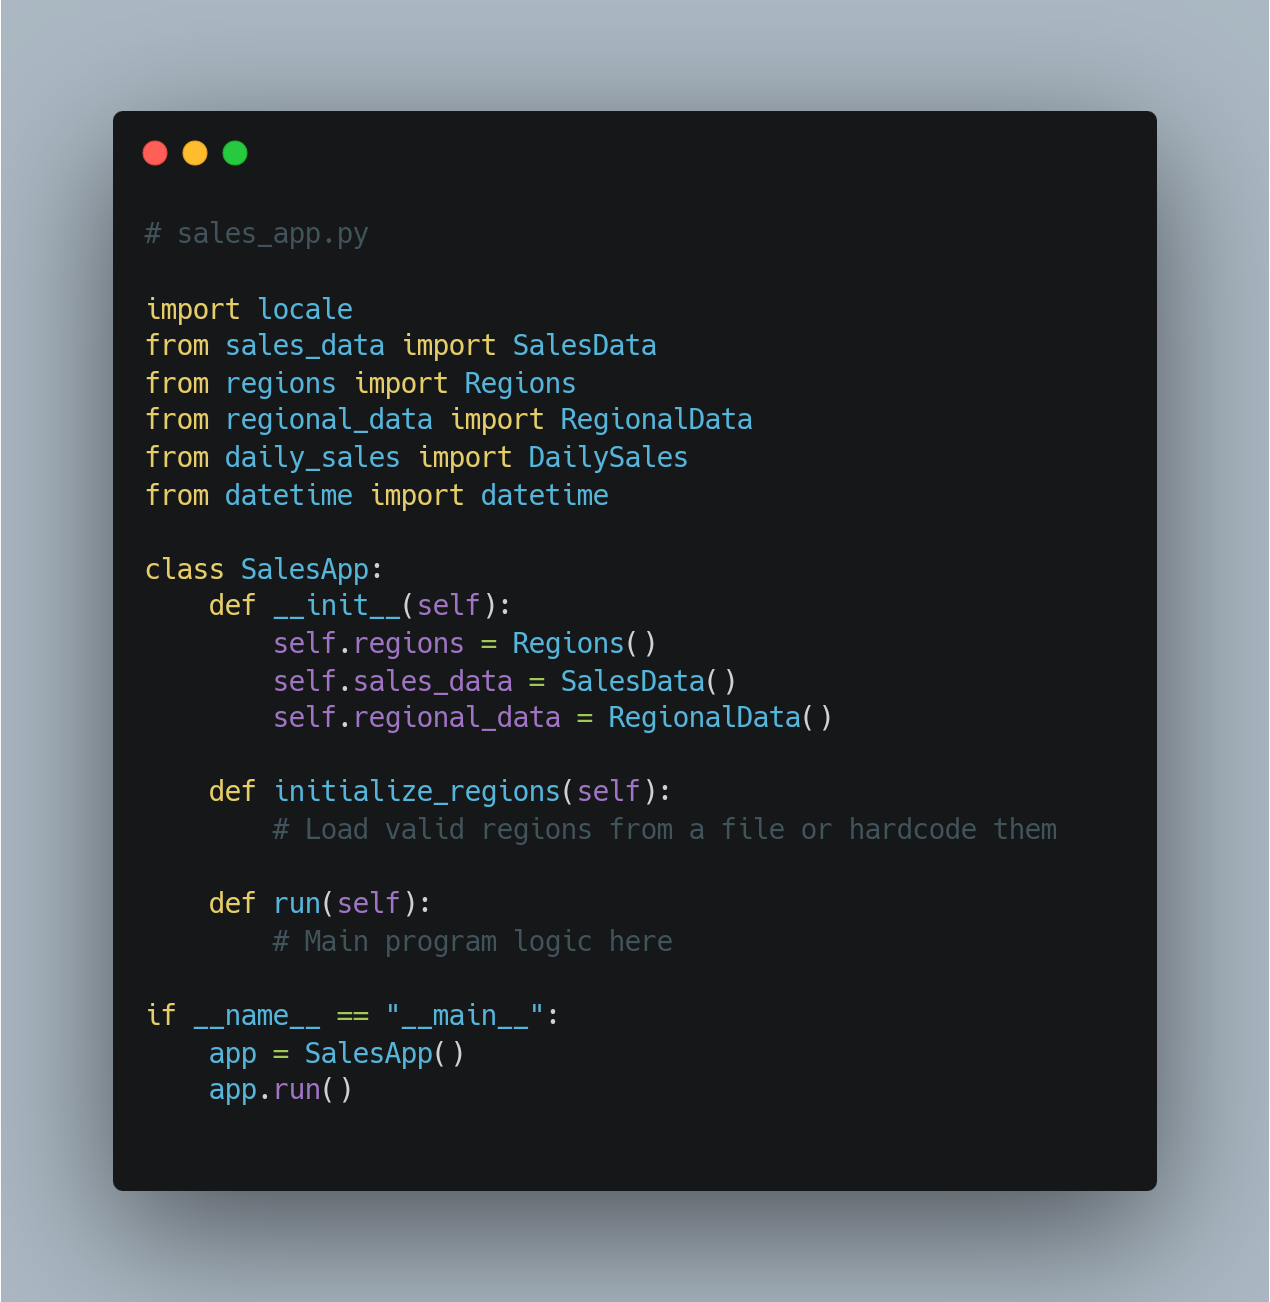 # sales_app.py

import locale
from sales_data import SalesData
from regions import Regions
from regional_data import RegionalData
from daily_sales import DailySales
from datetime import datetime

class SalesApp:
    def __init__(self):
        self.regions = Regions()
        self.sales_data = SalesData()
        self.regional_data = RegionalData()

    def initialize_regions(self):
        # Load valid regions from a file or hardcode them

    def run(self):
        # Main program logic here

if __name__ == "__main__":
    app = SalesApp()
    app.run()